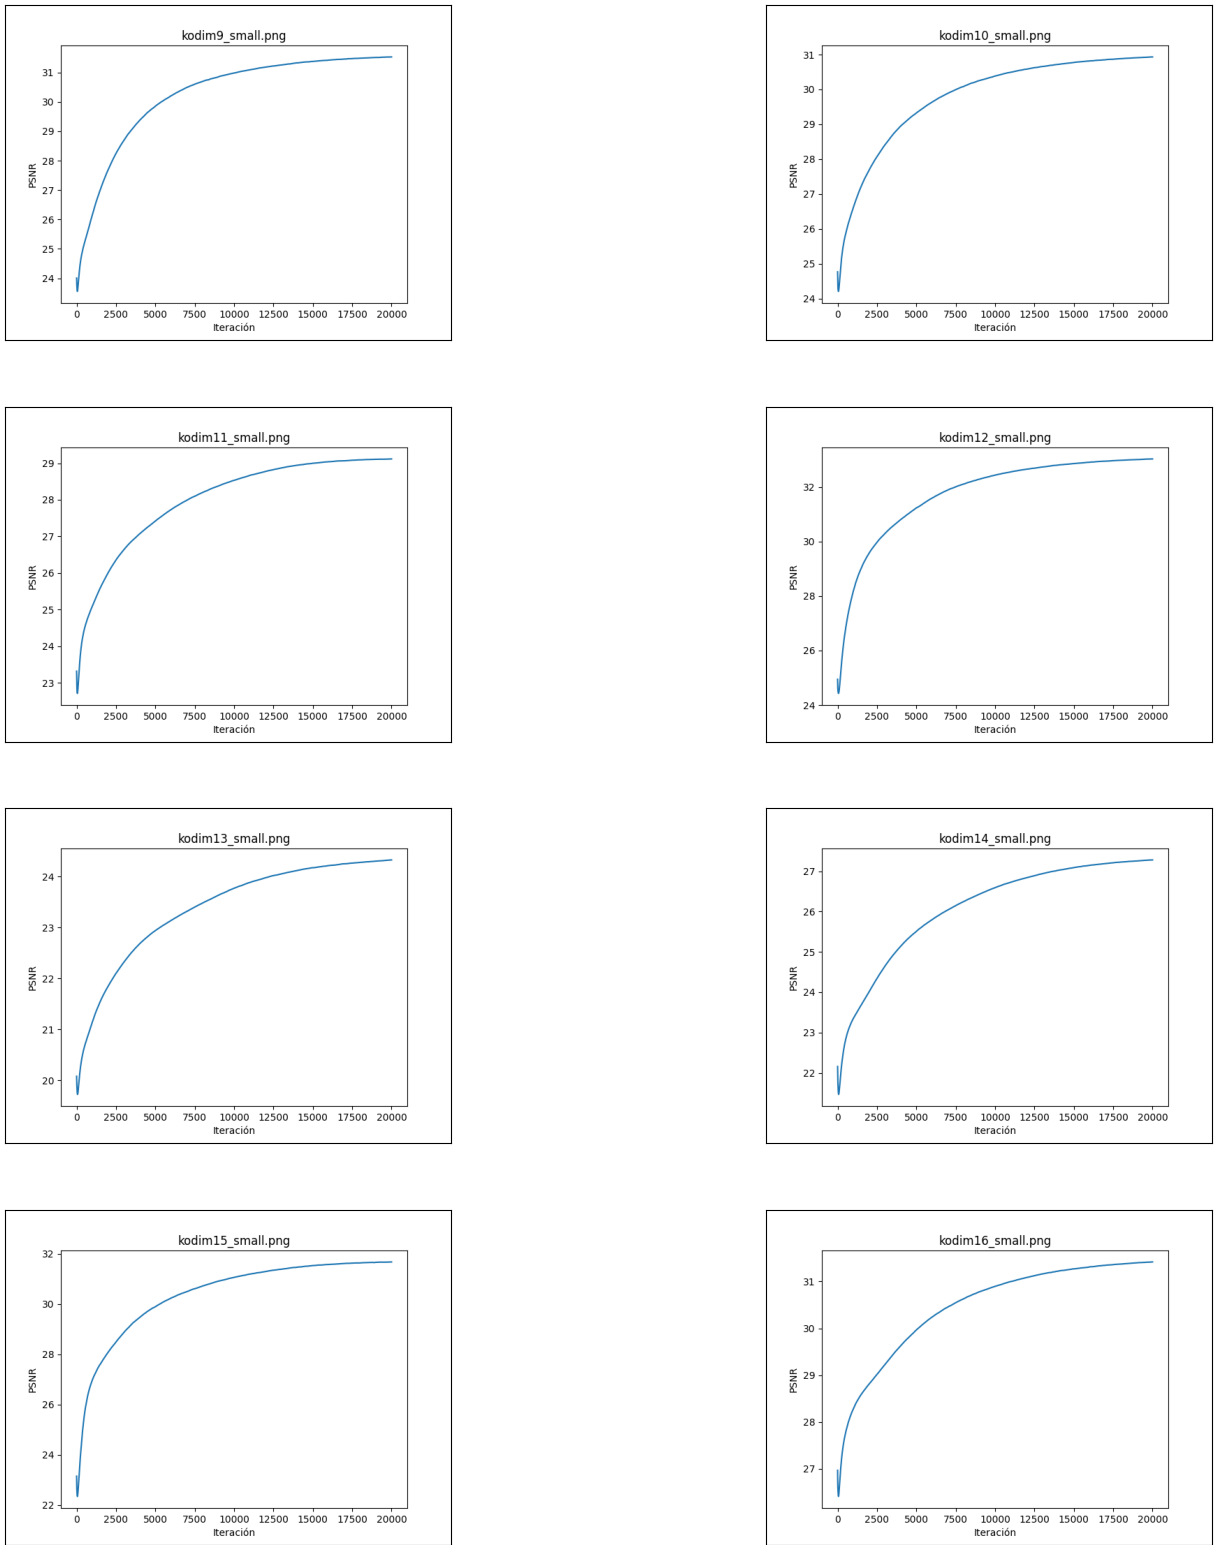 kodim9_small.png
31
30
29
28
27
26
25
24
PSNR
0 2500 5000 7500 10000 12500 15000 17500 20000
Iteración
kodim10_small.png
31
30
29
28
27
26
25
24
PSNR
0 2500 5000 7500 10000 12500 15000 17500 20000
Iteración
kodim11_small.png
29
28
27
26
25
24
23
PSNR
0 2500 5000 7500 10000 12500 15000 17500 20000
Iteración
kodim12_small.png
32
30
28
26
24
PSNR
0 2500 5000 7500 10000 12500 15000 17500 20000
Iteración
kodim13_small.png
24
23
22
21
20
PSNR
0 2500 5000 7500 10000 12500 15000 17500 20000
Iteración
kodim14_small.png
27
26
25
24
23
22
PSNR
0 2500 5000 7500 10000 12500 15000 17500 20000
Iteración
kodim15_small.png
32
30
28
26
24
22
PSNR
0 2500 5000 7500 10000 12500 15000 17500 20000
Iteración
kodim16_small.png
31
30
29
28
27
PSNR
0 2500 5000 7500 10000 12500 15000 17500 20000
Iteración